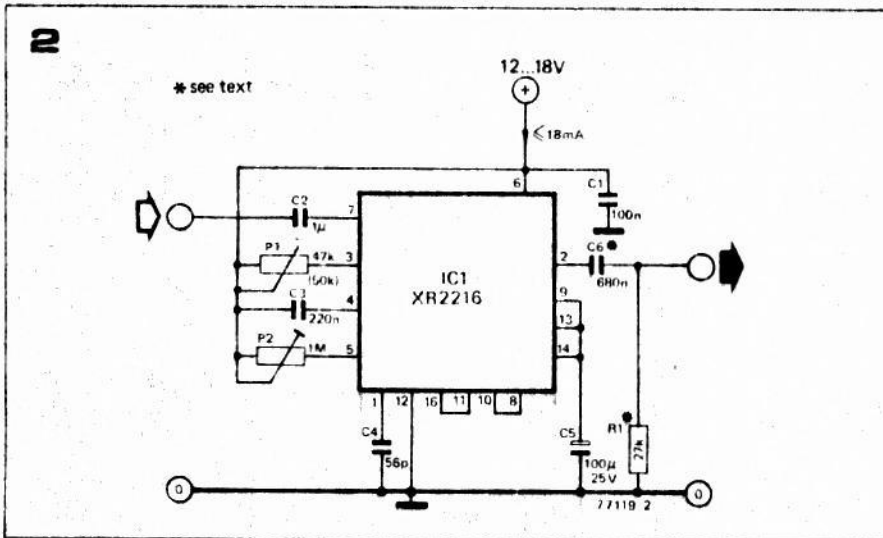 2
* see text
12...18V
+
≤18mA
6
C1
100n
C2
1μ
7
P1
47k
(50k)
3
C3
220n
4
P2
1M
5
IC1
XR2216
2
C6*
680n
9
13
14
1
12
16
11
10
8
C4
56p
C5
100μ
25V
R1*
27k
0
0
77119 2